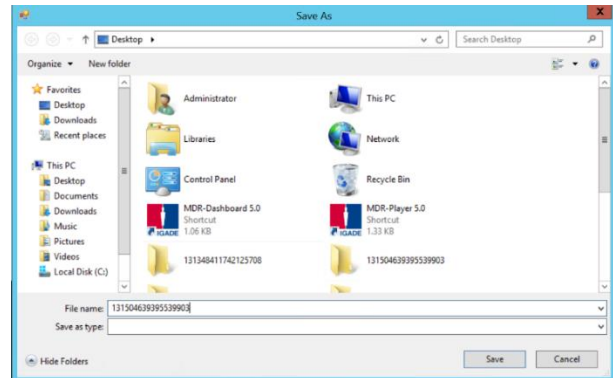 Save As
x
Desktop
Search Desktop
Organize
New folder
Favorites
Desktop
Downloads
Recent places
This PC
Desktop
Documents
Downloads
Music
Pictures
Videos
Local Disk (C:)
Administrator
This PC
Libraries
Network
Control Panel
Recycle Bin
MDR-Dashboard 5.0
Shortcut
1.06 KB
IGADE
MDR-Player 5.0
Shortcut
1.33 KB
IGADE
131348411742125708
131504639395539903
File name: 131504639395539903
Save as type:
Hide Folders
Save
Cancel